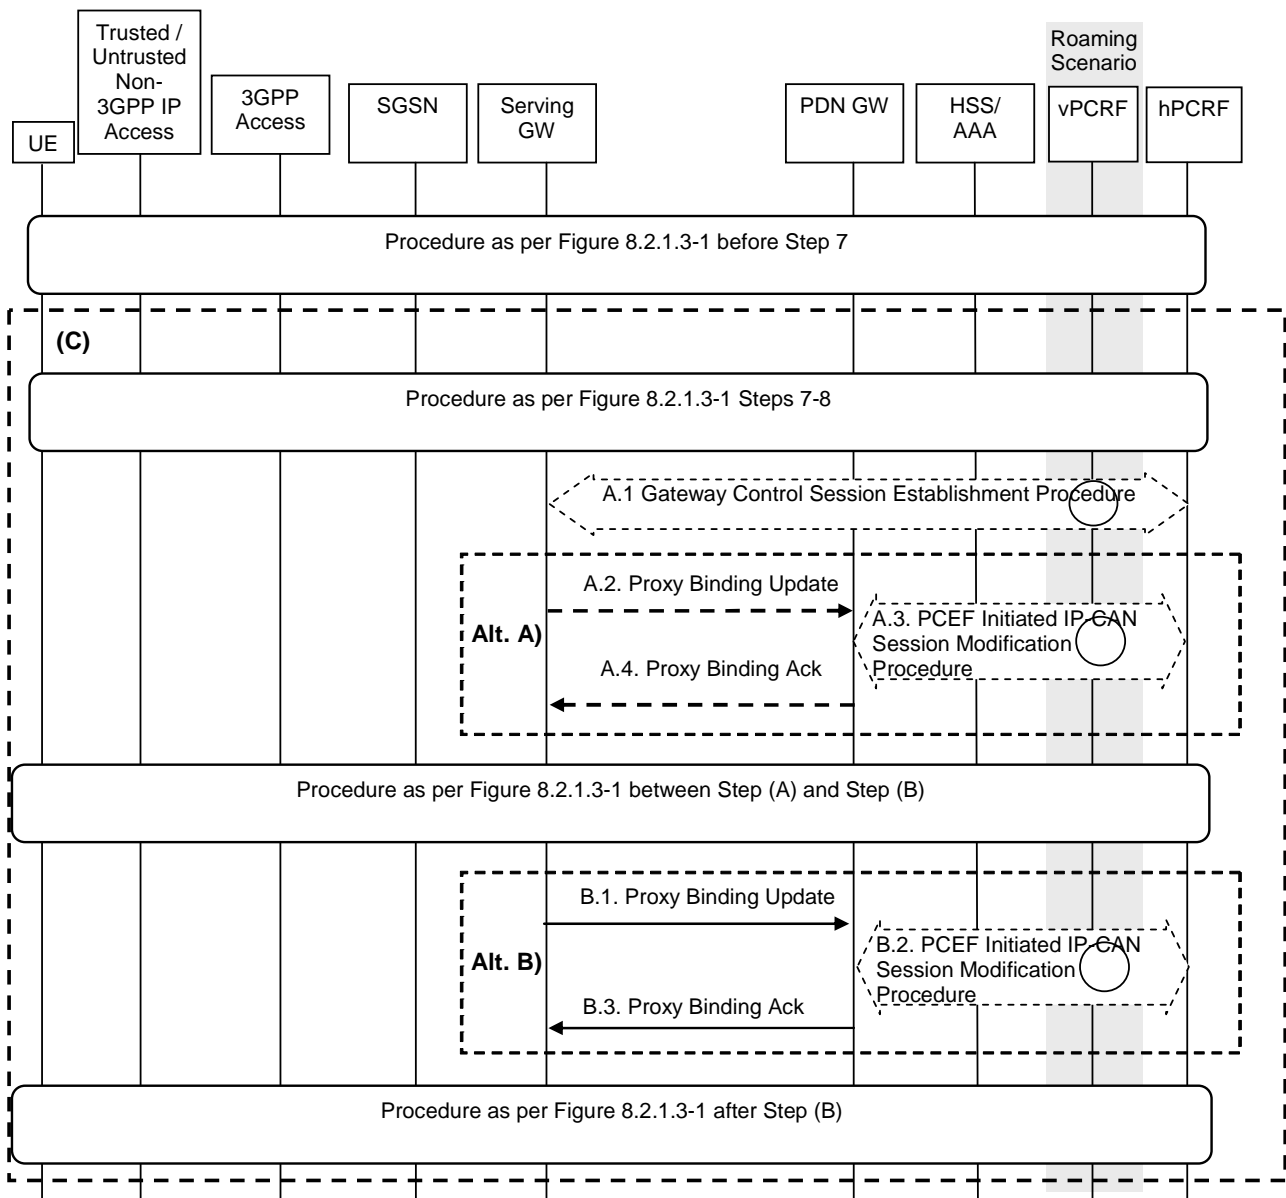 Trusted /
Untrusted
Non-
3GPP IP
Access
Roaming
Scenario
UE
3GPP
Access
SGSN
Serving
GW
PDN GW
HSS/
AAA
vPCRF
hPCRF
Procedure as per Figure 8.2.1.3-1 before Step 7
(C)
Procedure as per Figure 8.2.1.3-1 Steps 7-8
A.1 Gateway Control Session Establishment Procedure
Alt. A)
A.2. Proxy Binding Update
A.3. PCEF Initiated IP-CAN
Session Modification
Procedure
A.4. Proxy Binding Ack
Procedure as per Figure 8.2.1.3-1 between Step (A) and Step (B)
Alt. B)
B.1. Proxy Binding Update
B.2. PCEF Initiated IP-CAN
Session Modification
Procedure
B.3. Proxy Binding Ack
Procedure as per Figure 8.2.1.3-1 after Step (B)